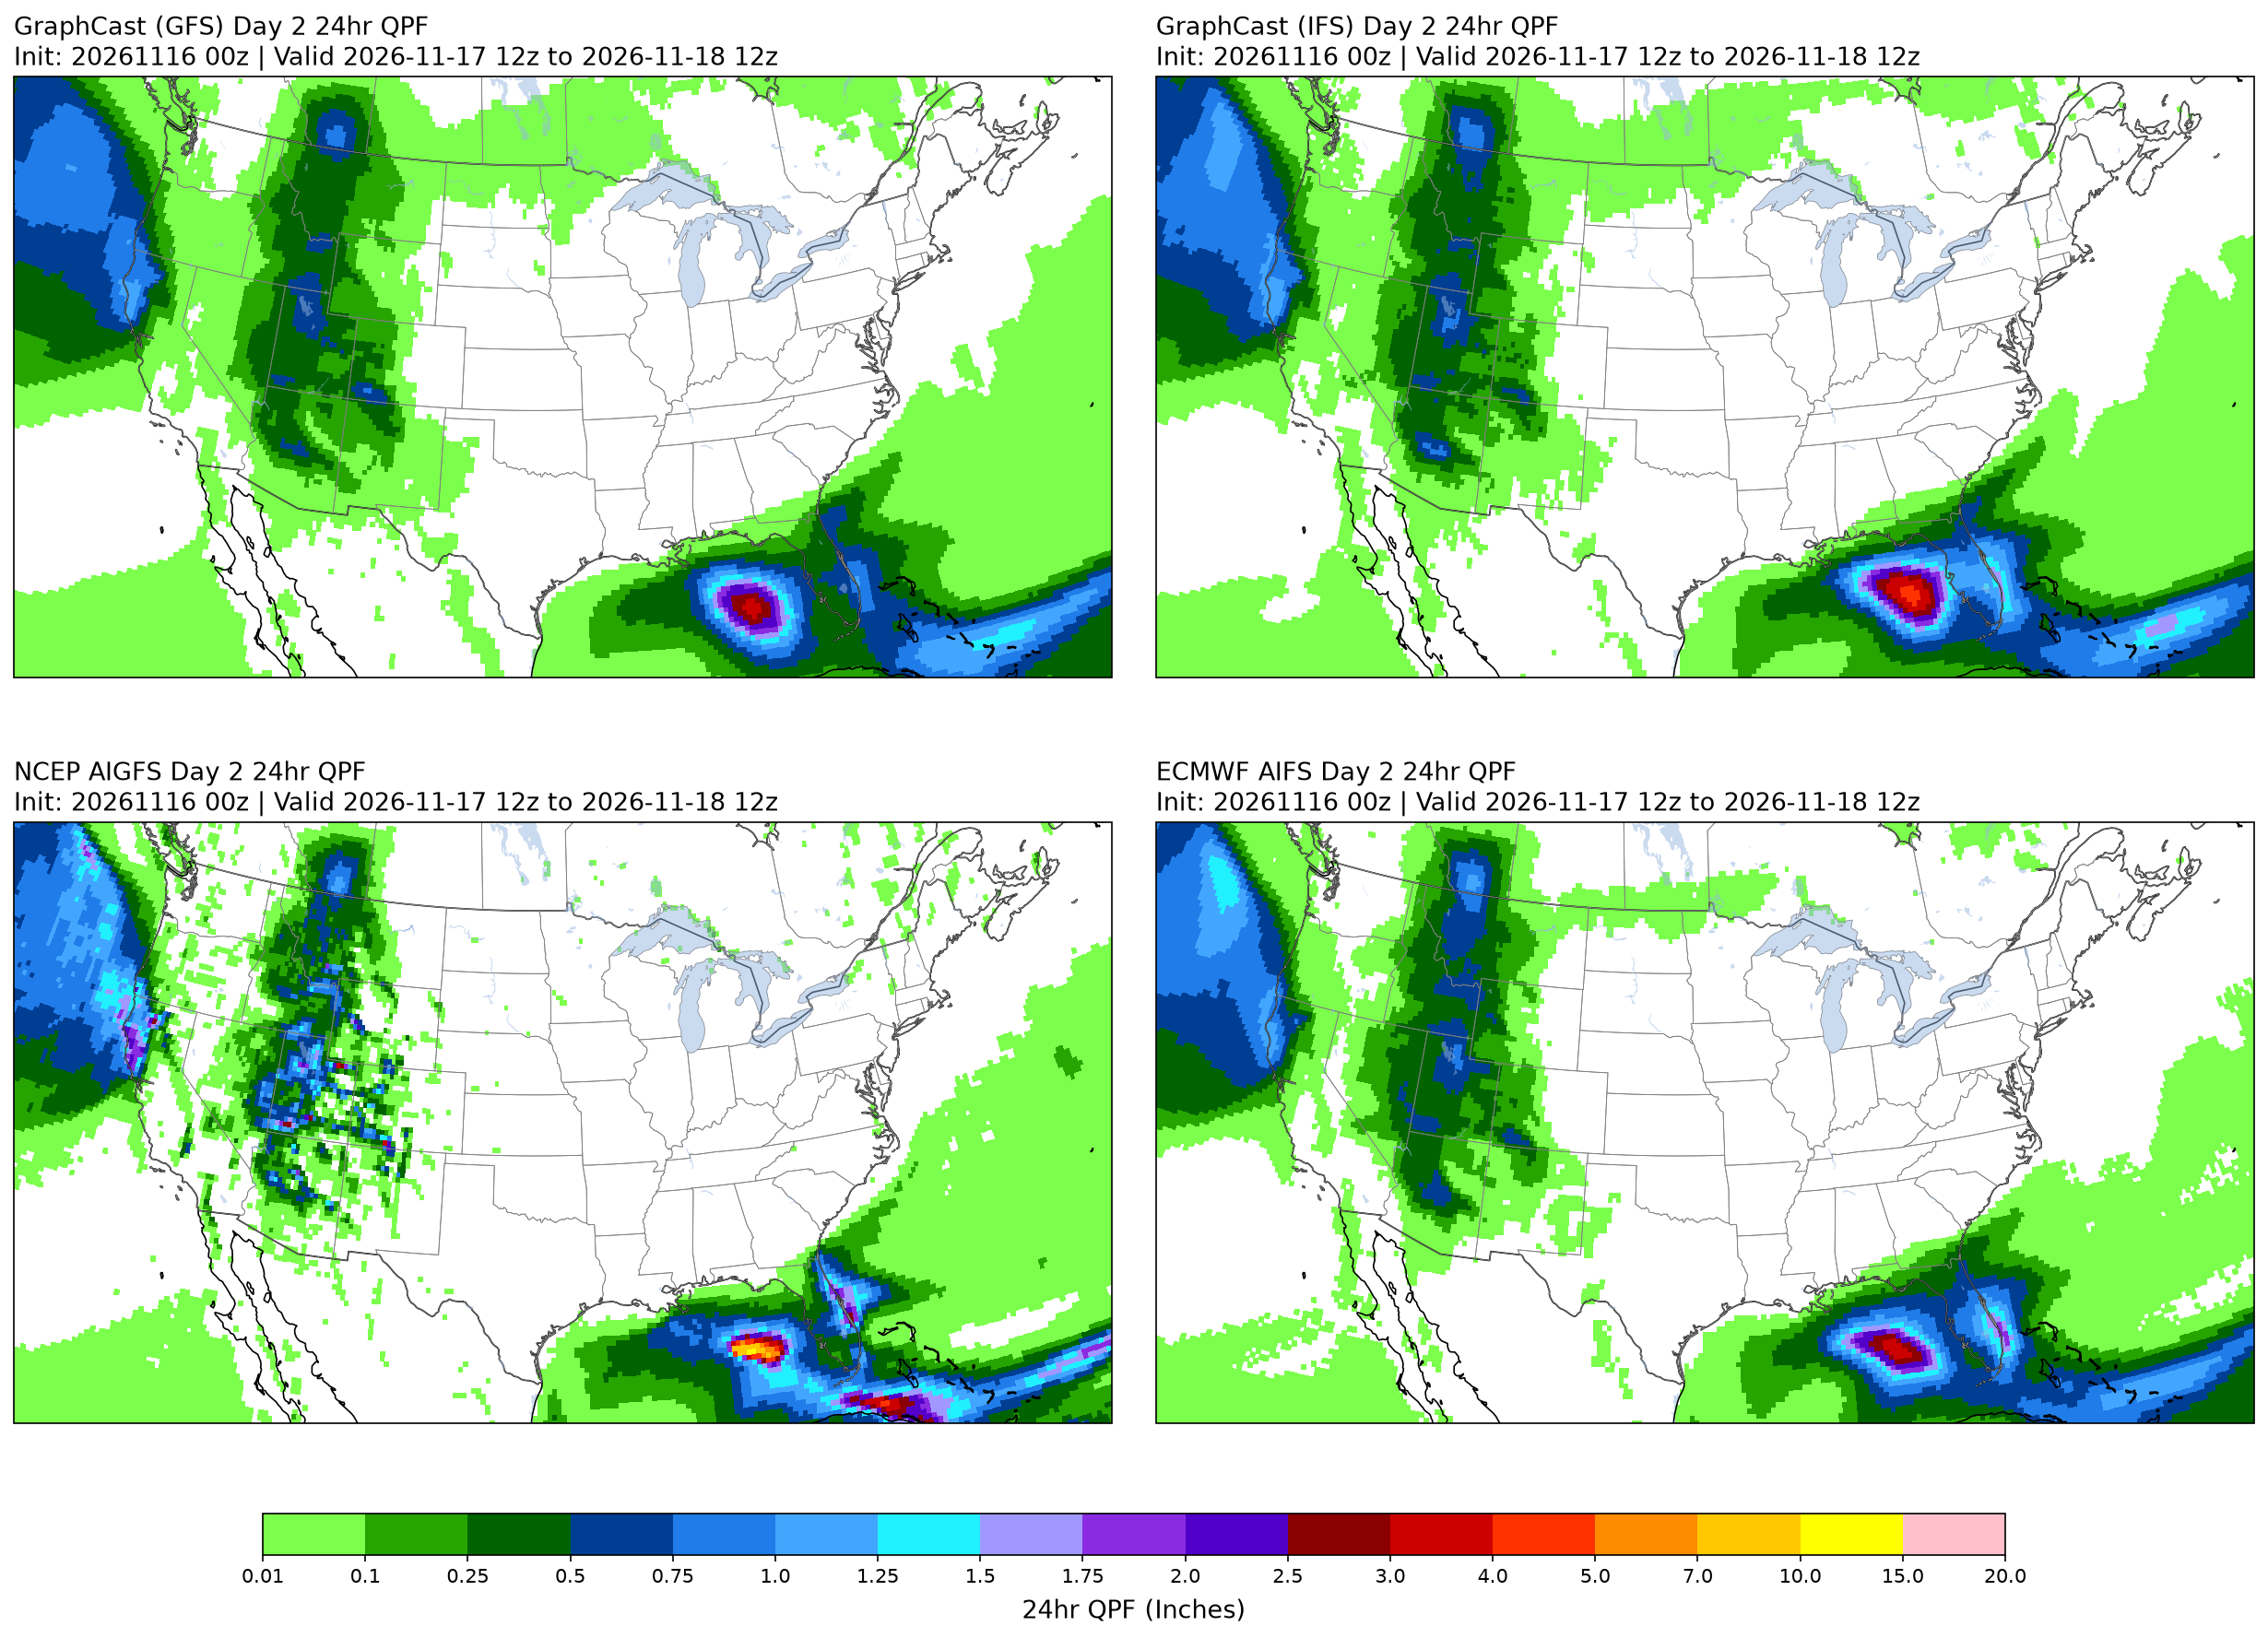 GraphCast (GFS) Day 2 24hr QPF
Init: 20261116 00z | Valid 2026-11-17 12z to 2026-11-18 12z
GraphCast (IFS) Day 2 24hr QPF
Init: 20261116 00z | Valid 2026-11-17 12z to 2026-11-18 12z
NCEP AIGFS Day 2 24hr QPF
Init: 20261116 00z | Valid 2026-11-17 12z to 2026-11-18 12z
ECMWF AIFS Day 2 24hr QPF
Init: 20261116 00z | Valid 2026-11-17 12z to 2026-11-18 12z
0.01 0.1 0.25 0.5 0.75 1.0 1.25 1.5 1.75 2.0 2.5 3.0 4.0 5.0 7.0 10.0 15.0 20.0
24hr QPF (Inches)